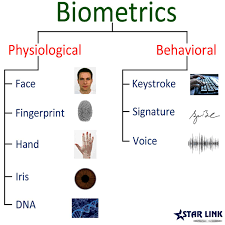 Biometrics
Physiological
Face
Fingerprint
Hand
Iris
DNA
Behavioral
Keystroke
Signature
Voice
STAR LINK